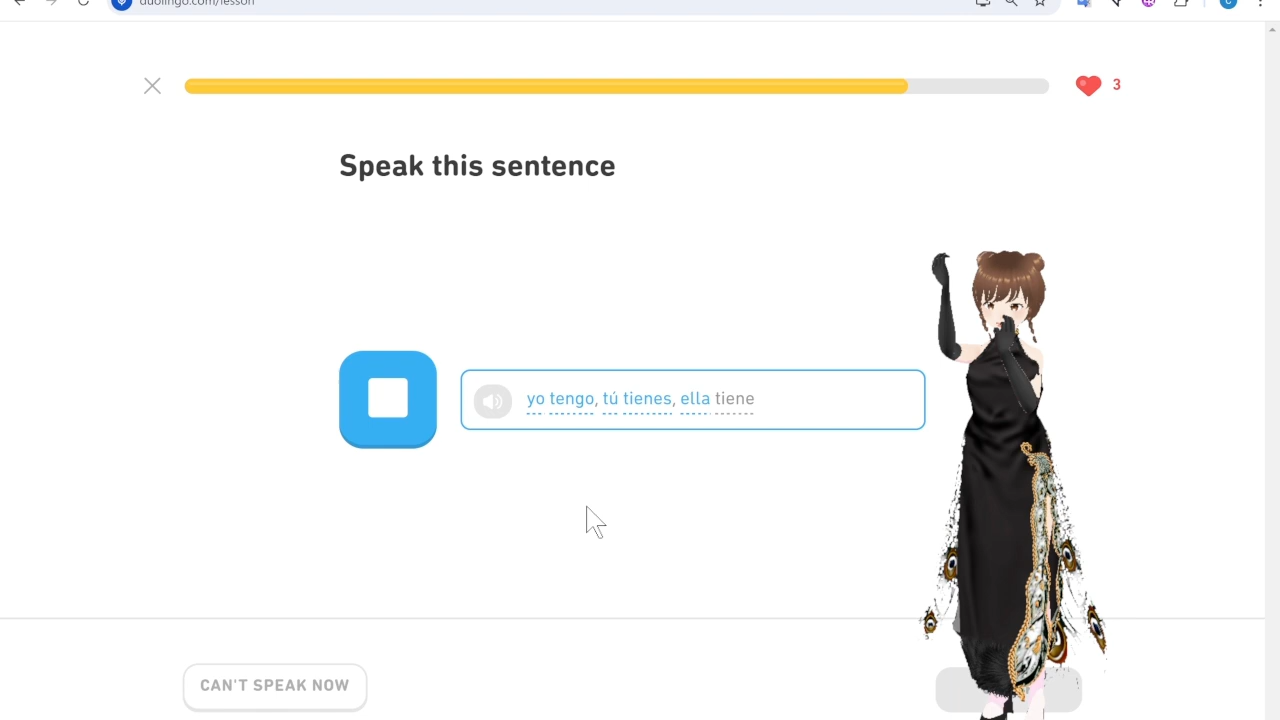 duolingo.com/lesson
3
Speak this sentence
yo tengo, tú tienes, ella tiene
CAN'T SPEAK NOW